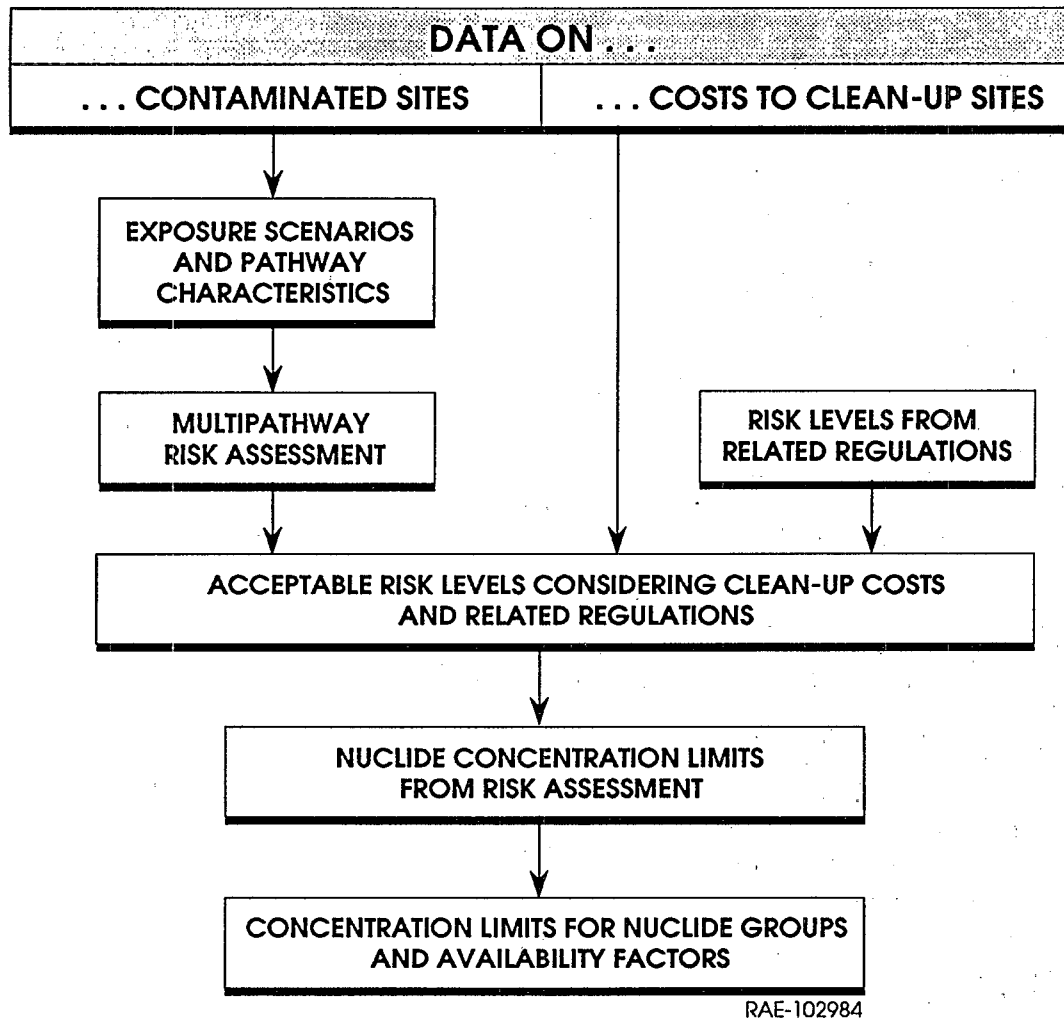 DATA ON . . .
. . . CONTAMINATED SITES
. . . COSTS TO CLEAN-UP SITES
EXPOSURE SCENARIOS
AND PATHWAY
CHARACTERISTICS
MULTIPATHWAY
RISK ASSESSMENT
RISK LEVELS FROM
RELATED REGULATIONS
ACCEPTABLE RISK LEVELS CONSIDERING CLEAN-UP COSTS
AND RELATED REGULATIONS
NUCLIDE CONCENTRATION LIMITS
FROM RISK ASSESSMENT
CONCENTRATION LIMITS FOR NUCLIDE GROUPS
AND AVAILABILITY FACTORS
RAE-102984